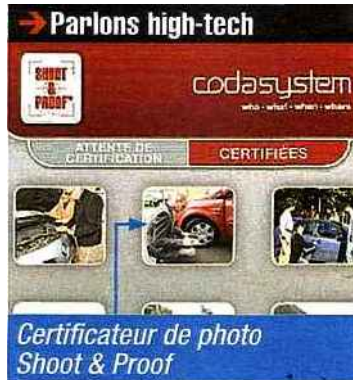 Parlons high-tech
SHOOT
&
PROOF
codasystem
who - what - when - where
ATTENTE DE
CERTIFICATION
CERTIFIÉES
Certificateur de photo
Shoot & Proof